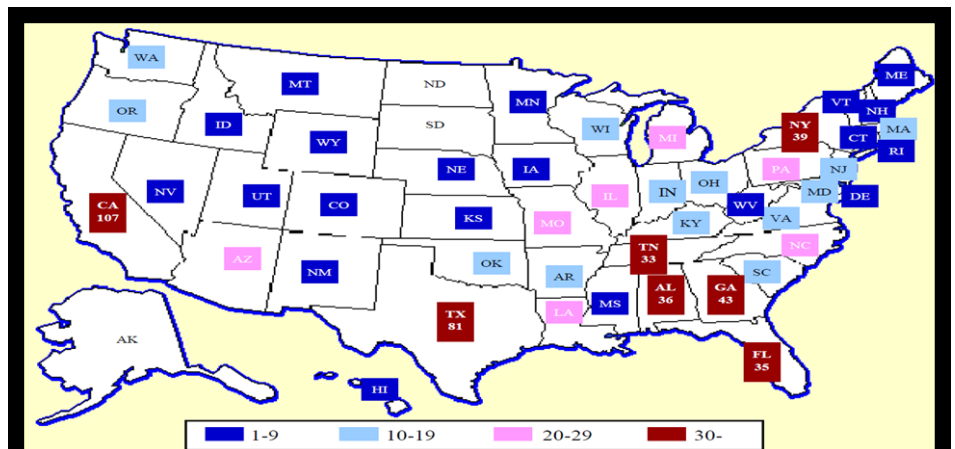 WA
MT
ND
MN
ME
VT
NH
OR
ID
SD
WI
MI
NY
39
MA
CT
RI
WY
NE
IA
PA
NJ
NV
UT
CO
KS
IL
IN
OH
MD
DE
WV
CA
107
MO
KY
VA
AZ
NM
OK
AR
TN
33
NC
SC
TX
81
LA
MS
AL
36
GA
43
AK
FL
35
HI
1-9 10-19 20-29 30-